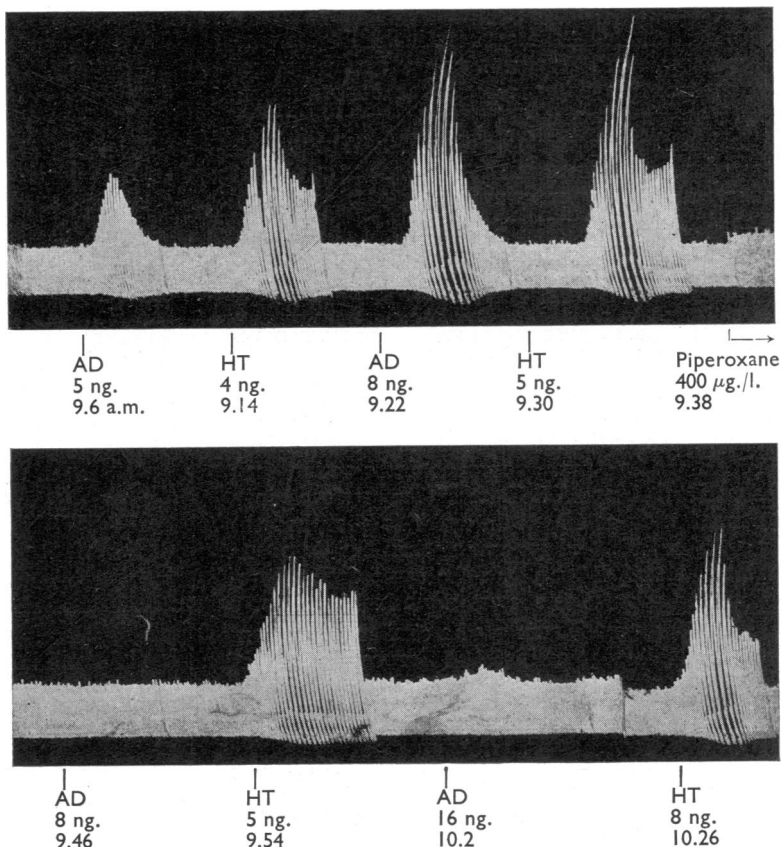 AD HT AD HT Piperoxane
5 ng. 4 ng. 8 ng. 5 ng. 400 μg./l.
9.6 a.m. 9.14 9.22 9.30 9.38
AD HT AD HT
8 ng. 5 ng. 16 ng. 8 ng.
9.46 9.54 10.2 10.26